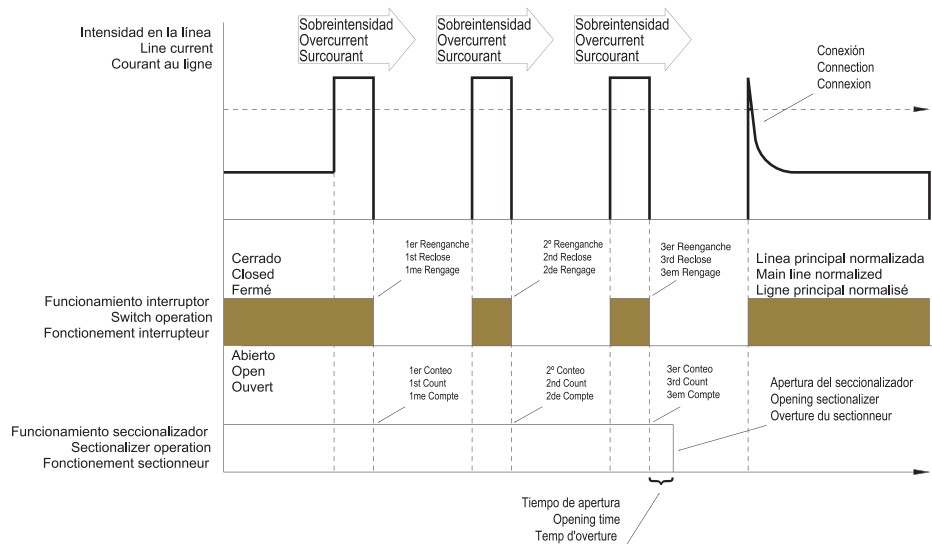 Intensidad en la línea
Line current
Courant au ligne
Sobreintensidad
Overcurrent
Surcourant
Sobreintensidad
Overcurrent
Surcourant
Sobreintensidad
Overcurrent
Surcourant
Conexión
Connection
Connexion
Cerrado
Closed
Fermé
1er Reenganche
1st Reclose
1me Rengage
2º Reenganche
2nd Reclose
2de Rengage
3er Reenganche
3rd Reclose
3em Rengage
Línea principal normalizada
Main line normalized
Ligne principal normalisé
Funcionamiento interruptor
Switch operation
Fonctionement interrupteur
Abierto
Open
Ouvert
1er Conteo
1st Count
1me Compte
2º Conteo
2nd Count
2de Compte
3er Conteo
3rd Count
3em Compte
Apertura del seccionalizador
Opening sectionalizer
Overture du sectionneur
Funcionamiento seccionalizador
Sectionalizer operation
Fonctionement sectionneur
Tiempo de apertura
Opening time
Temp d'overture